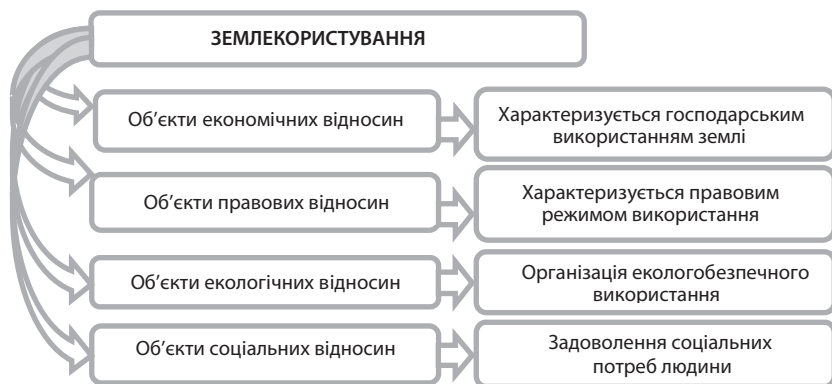 ЗЕМЛЕКОРИСТУВАННЯ
Об’єкти економічних відносин
Характеризується господарським
використанням землі
Об’єкти правових відносин
Характеризується правовим
режимом використання
Об’єкти екологічних відносин
Організація екологобезпечного
використання
Об’єкти соціальних відносин
Задоволення соціальних
потреб людини